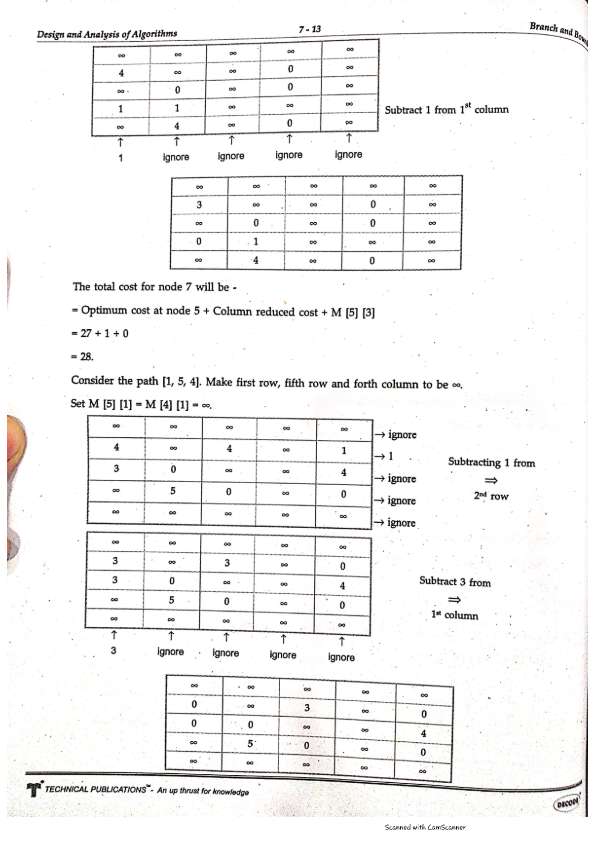 Design and Analysis of Algorithms 7 - 13 Branch and Bou
∞ ∞ ∞ ∞ ∞
4 ∞ ∞ 0 ∞
∞ 0 ∞ 0 ∞
1 1 ∞ ∞ ∞
∞ 4 ∞ 0 ∞
Subtract 1 from 1st column
↑ ↑ ↑ ↑ ↑
1 ignore ignore ignore ignore
∞ ∞ ∞ ∞ ∞
3 ∞ ∞ 0 ∞
∞ 0 ∞ 0 ∞
0 1 ∞ ∞ ∞
∞ 4 ∞ 0 ∞
The total cost for node 7 will be -
= Optimum cost at node 5 + Column reduced cost + M [5] [3]
= 27 + 1 + 0
= 28.
Consider the path [1, 5, 4]. Make first row, fifth row and forth column to be ∞.
Set M [5] [1] = M [4] [1] = ∞.
∞ ∞ ∞ ∞ ∞ → ignore
4 ∞ 4 ∞ 1 → 1
3 0 ∞ ∞ 4 → ignore
∞ 5 0 ∞ 0 → ignore
∞ ∞ ∞ ∞ ∞ → ignore
Subtracting 1 from
⇒
2nd row
∞ ∞ ∞ ∞ ∞
3 ∞ 3 ∞ 0
3 0 ∞ ∞ 4
∞ 5 0 ∞ 0
∞ ∞ ∞ ∞ ∞
Subtract 3 from
⇒
1st column
↑ ↑ ↑ ↑ ↑
3 ignore ignore ignore ignore
∞ ∞ ∞ ∞ ∞
0 ∞ 3 ∞ 0
0 0 ∞ ∞ 4
∞ 5 0 ∞ 0
∞ ∞ ∞ ∞ ∞
TECHNICAL PUBLICATIONS™ - An up thrust for knowledge
DECODE
Scanned with CamScanner